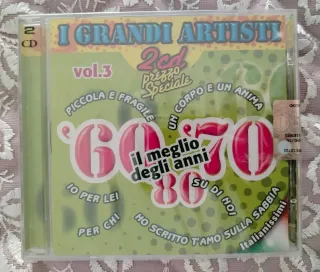 2
CD
I GRANDI ARTISTI
2cd
prezzo
Speciale
vol.3
PICCOLA E FRAGILE
UN CORPO E UN ANIMA
'60 '70
il meglio
degli anni
80
IO PER LEI
SU DI NOI
PER CHI
HO SCRITTO T'AMO SULLA SABBIA
Italianissimi